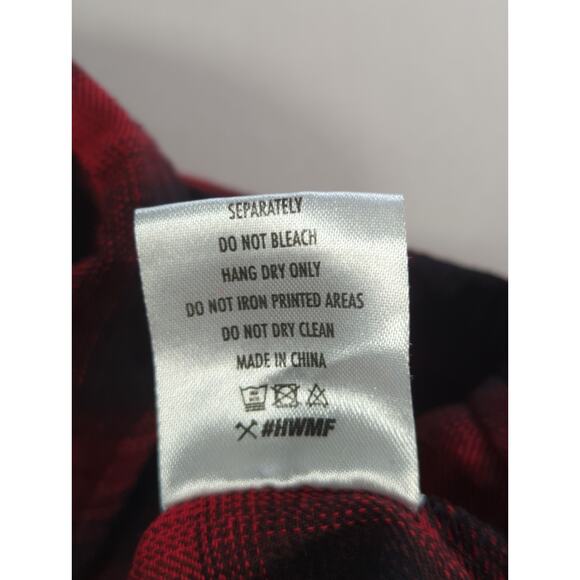 SEPARATELY
DO NOT BLEACH
HANG DRY ONLY
DO NOT IRON PRINTED AREAS
DO NOT DRY CLEAN
MADE IN CHINA
#HWMF